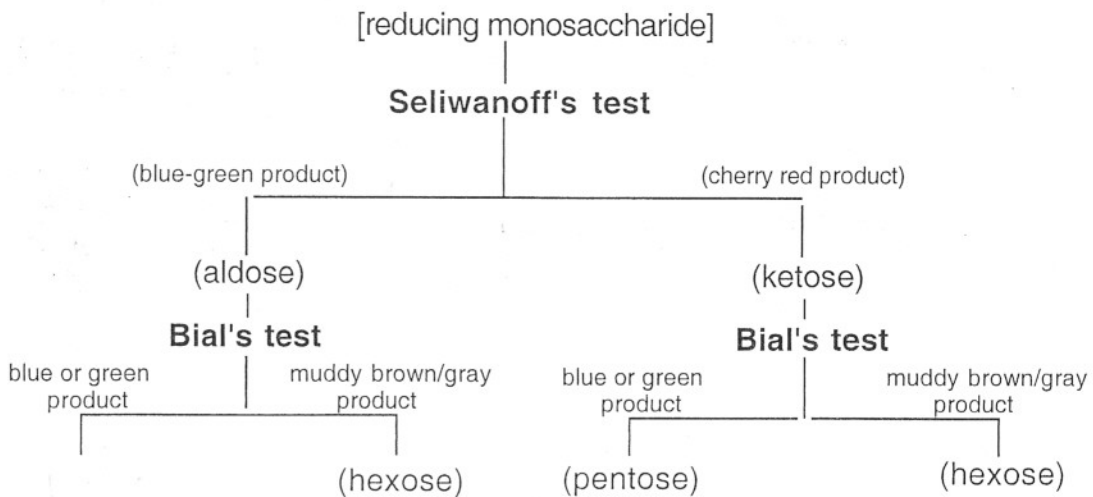 [reducing monosaccharide]
Seliwanoff's test
(blue-green product)
(cherry red product)
(aldose)
(ketose)
Bial's test
Bial's test
blue or green
product
muddy brown/gray
product
blue or green
product
muddy brown/gray
product
(hexose)
(pentose)
(hexose)